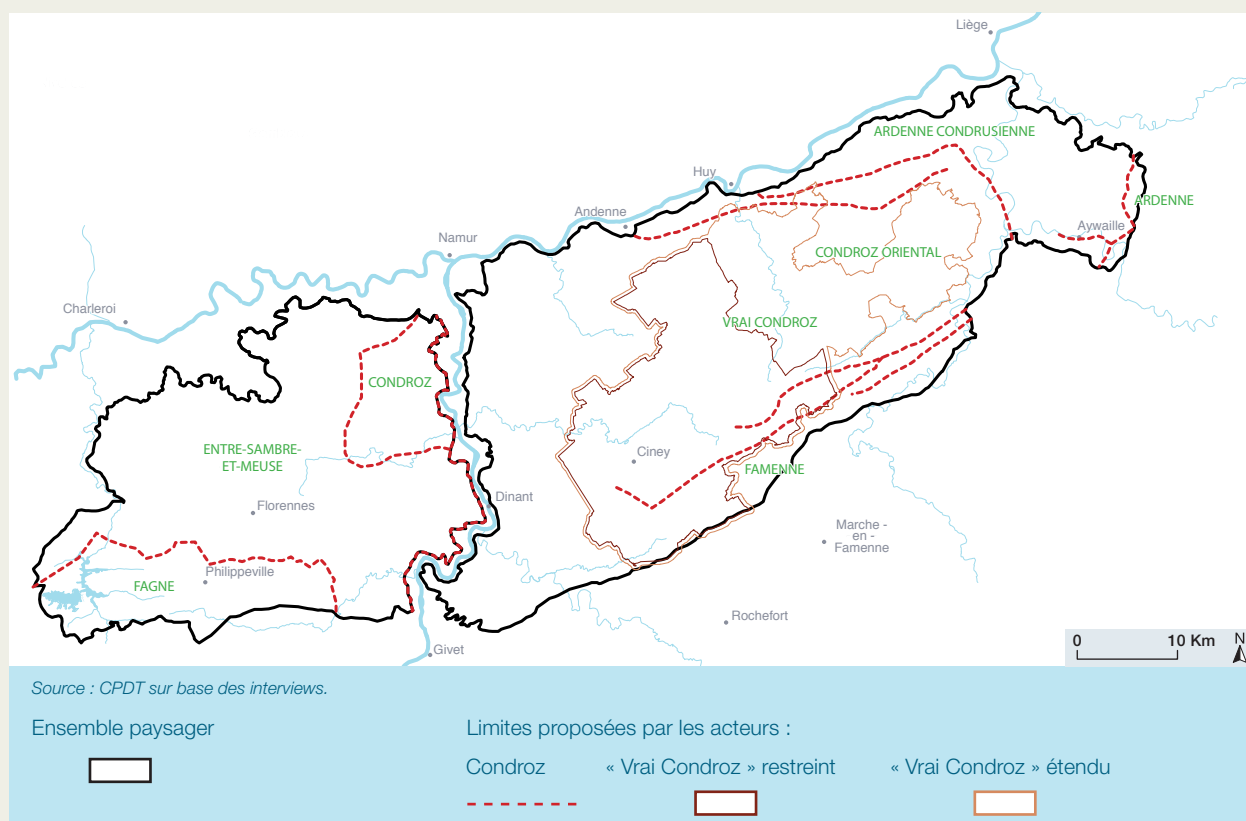 Liège
ARDENNE CONDRUSIENNE
Huy
ARDENNE
Andenne
Aywaille
Namur
CONDROZ ORIENTAL
Charleroi
VRAI CONDROZ
CONDROZ
ENTRE-SAMBRE-
ET-MEUSE
Ciney
FAMENNE
Dinant
Florennes
Marche -
en -
Famenne
Philippeville
FAGNE
Rochefort
Givet
0 10 Km N
Source : CPDT sur base des interviews.
Ensemble paysager
Limites proposées par les acteurs :
Condroz « Vrai Condroz » restreint « Vrai Condroz » étendu